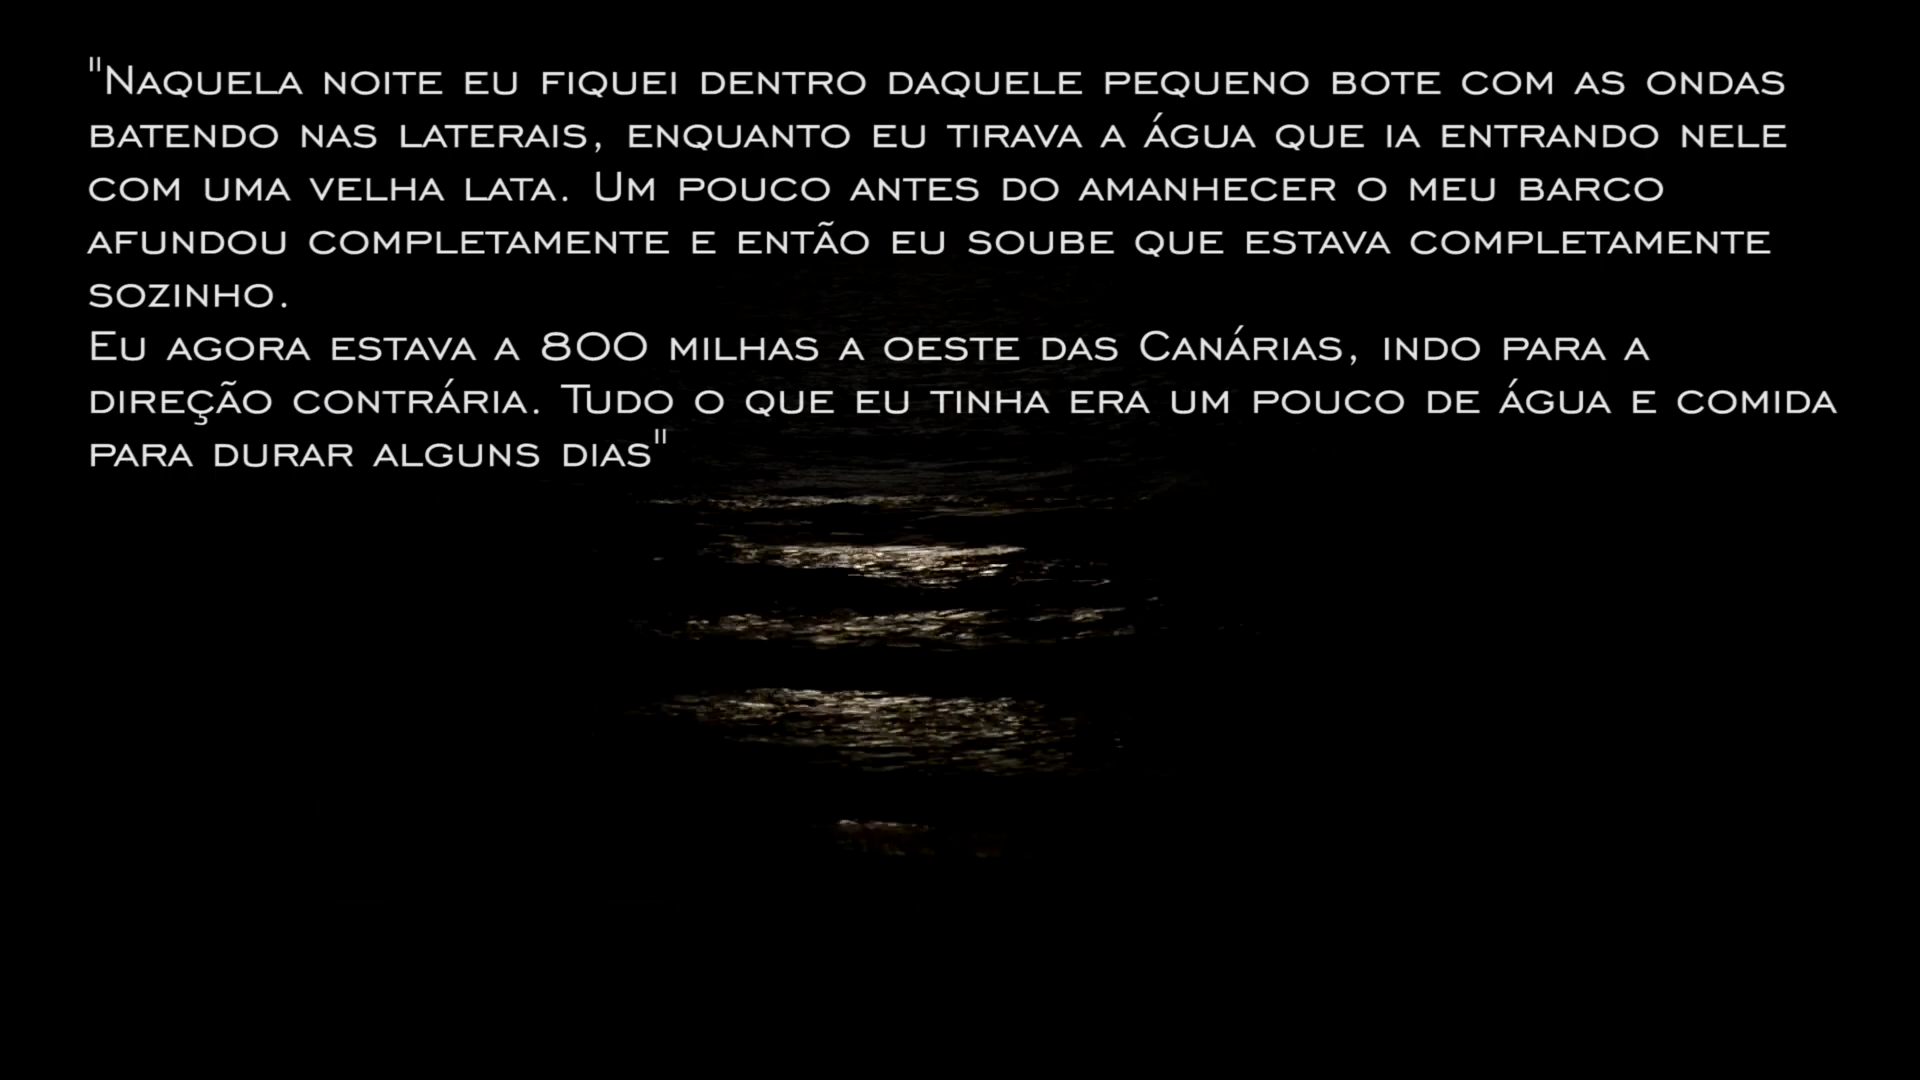 "Naquela noite eu fiquei dentro daquele pequeno bote com as ondas
batendo nas laterais, enquanto eu tirava a água que ia entrando nele
com uma velha lata. Um pouco antes do amanhecer o meu barco
afundou completamente e então eu soube que estava completamente
sozinho.
Eu agora estava a 800 milhas a oeste das Canárias, indo para a
direção contrária. Tudo o que eu tinha era um pouco de água e comida
para durar alguns dias"